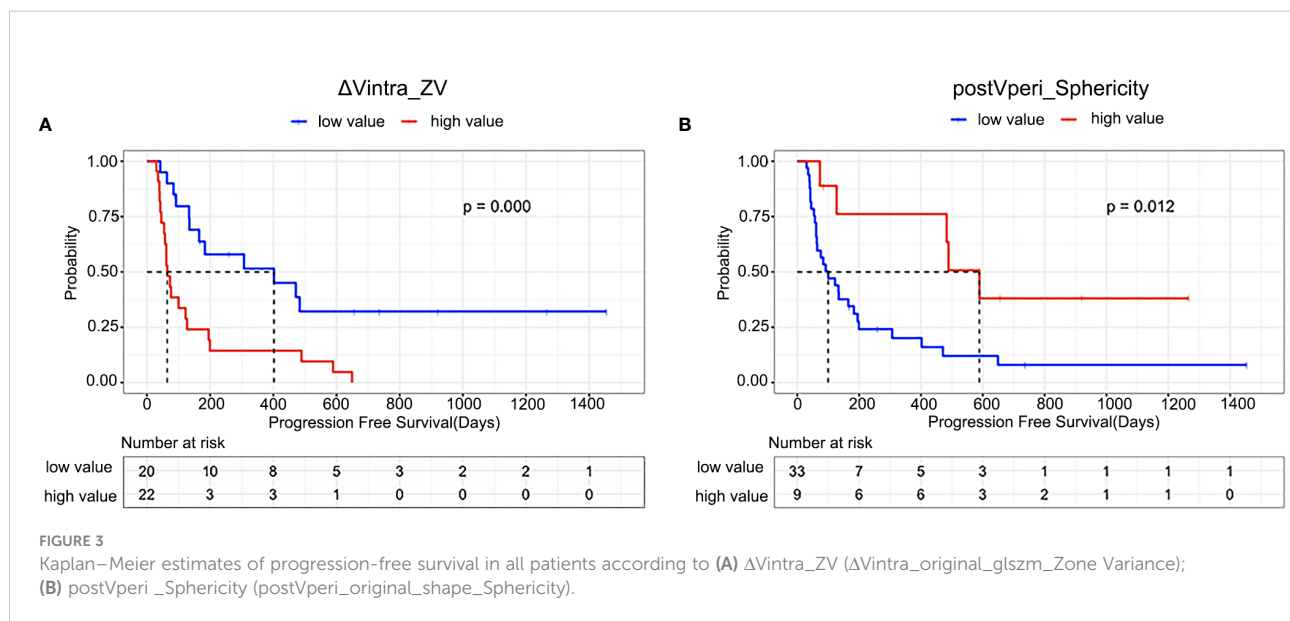 ΔVintra_ZV
postVperi_Sphericity
A
low value high value
B
low value high value
1.00
0.75
0.50
0.25
0.00
Probability
p = 0.000
0 200 400 600 800 1000 1200 1400
Progression Free Survival(Days)
1.00
0.75
0.50
0.25
0.00
Probability
p = 0.012
0 200 400 600 800 1000 1200 1400
Progression Free Survival(Days)
Number at risk
low value 20 10 8 5 3 2 2 1
high value 22 3 3 1 0 0 0 0
Number at risk
low value 33 7 5 3 1 1 1 1
high value 9 6 6 3 2 1 1 0
FIGURE 3
Kaplan–Meier estimates of progression-free survival in all patients according to (A) ΔVintra_ZV (ΔVintra_original_glszm_Zone Variance);
(B) postVperi _Sphericity (postVperi_original_shape_Sphericity).